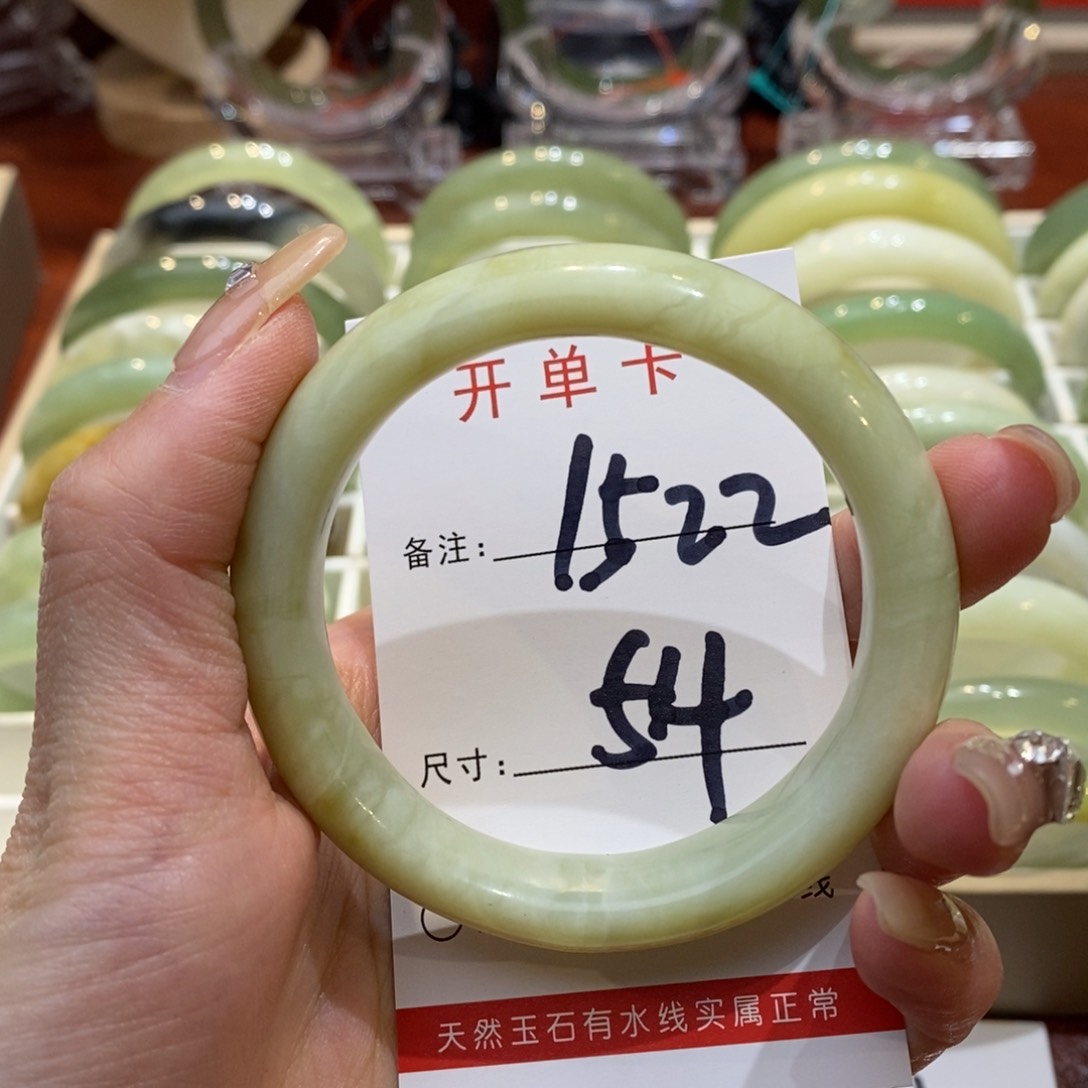 开单卡
备注: 1522
尺寸: 54
线
天然玉石有水线实属正常